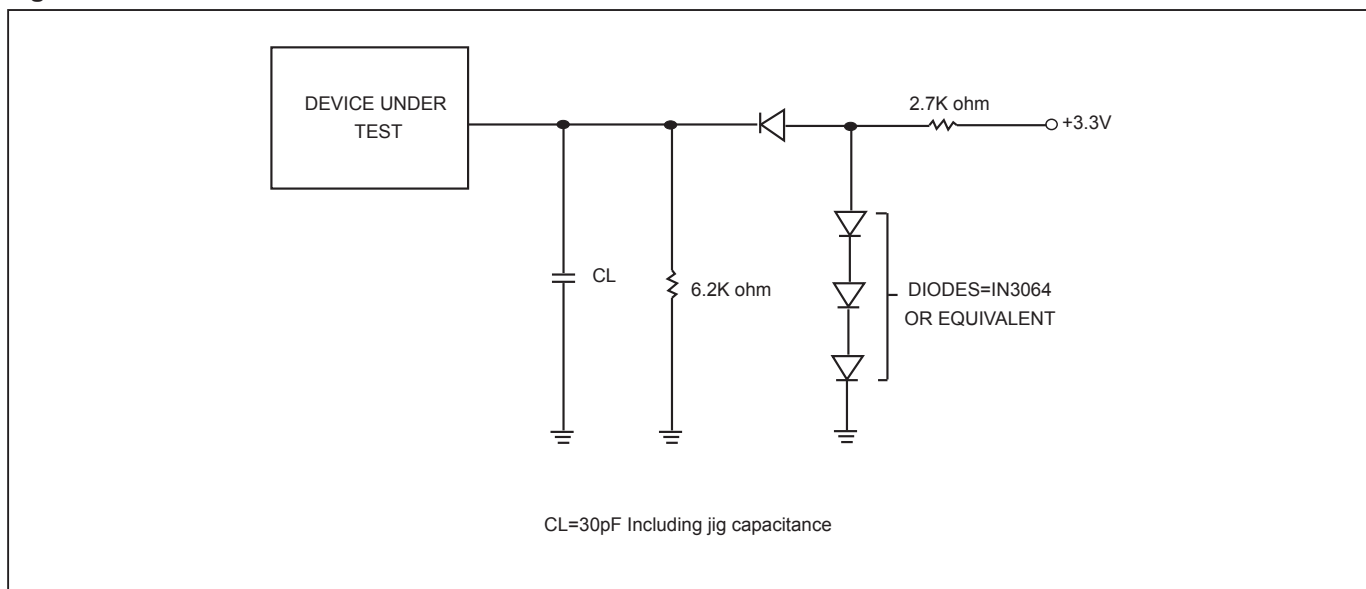 DEVICE UNDER
TEST
2.7K ohm
+3.3V
CL
6.2K ohm
DIODES=IN3064
OR EQUIVALENT
CL=30pF Including jig capacitance